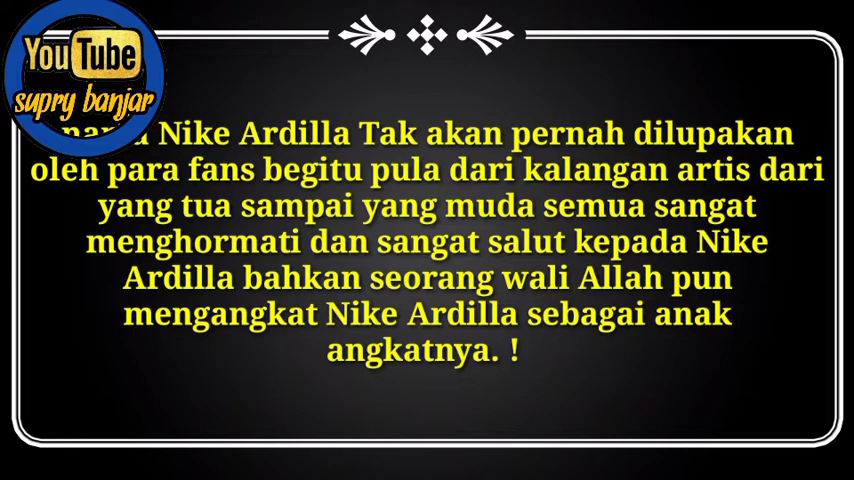 YouTube
supry banjar
Nike Ardilla Tak akan pernah dilupakan
oleh para fans begitu pula dari kalangan artis dari
yang tua sampai yang muda semua sangat
menghormati dan sangat salut kepada Nike
Ardilla bahkan seorang wali Allah pun
mengangkat Nike Ardilla sebagai anak
angkatnya. !